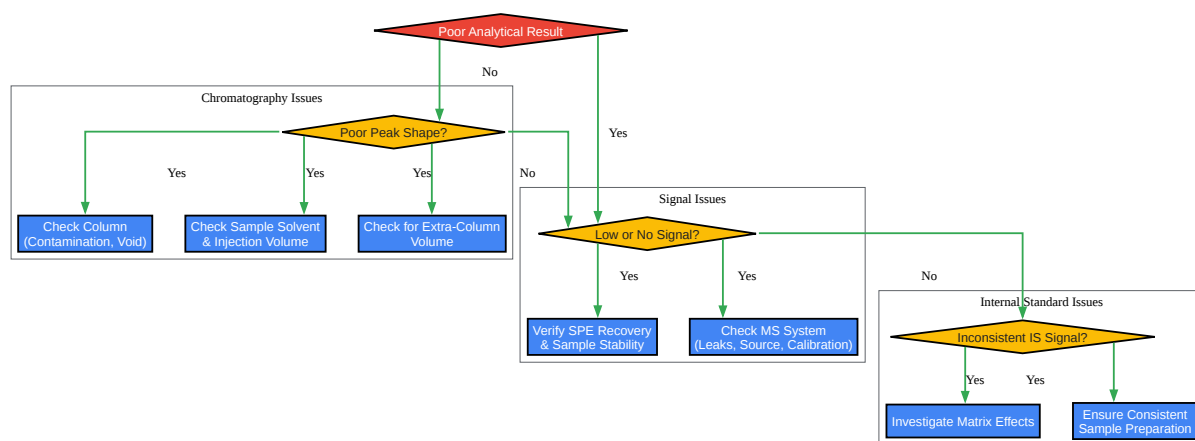 Poor Analytical Result
No
Chromatography Issues
Poor Peak Shape?
Yes
Yes
Yes
Yes
No
Check Column
(Contamination, Void)
Check Sample Solvent
& Injection Volume
Check for Extra-Column
Volume
Signal Issues
Low or No Signal?
Yes
Yes
No
Verify SPE Recovery
& Sample Stability
Check MS System
(Leaks, Source, Calibration)
Internal Standard Issues
Inconsistent IS Signal?
Yes
Yes
Investigate Matrix Effects
Ensure Consistent
Sample Preparation